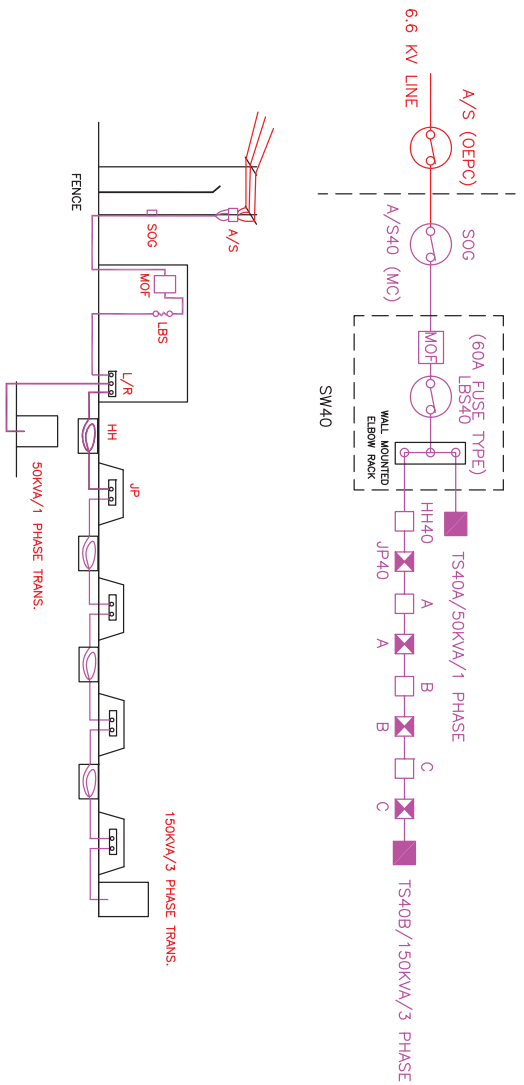 6.6 KV LINE
A/S (OEPC)
A/S40 (MC)
SOG
MOF
(60A FUSE TYPE)
LBS40
SW40
WALL MOUNTED
ELBOW RACK
TS40A/50KVA/1 PHASE
HH40
JP40
A
A
B
B
C
C
TS40B/150KVA/3 PHASE
FENCE
SOG
A/S
MOF
LBS
L/R
HH
JP
50KVA/1 PHASE TRANS.
150KVA/3 PHASE TRANS.